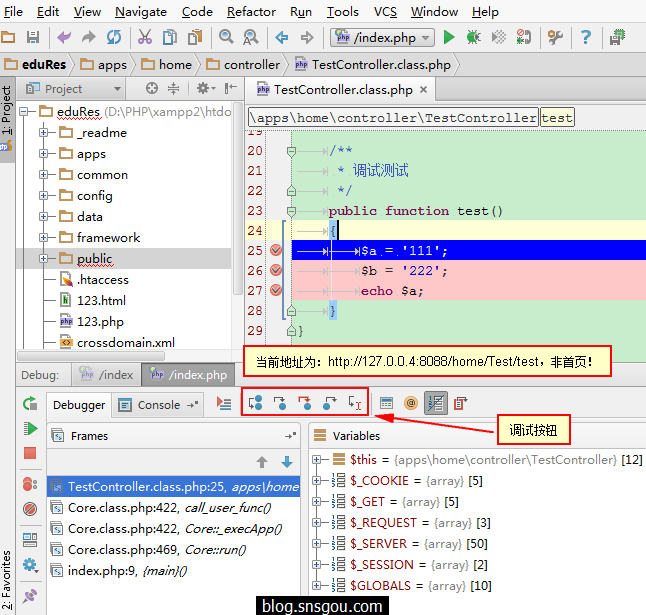 File Edit View Navigate Code Refactor Run Tools VCS Window Help
/index.php
eduRes apps home controller TestController.class.php
1: Project
Project
TestController.class.php
eduRes (D:\PHP\xampp2\htdo
_readme
apps
common
config
data
framework
public
.htaccess
123.html
123.php
crossdomain.xml
\apps\home\controller\TestController test
19
20 /**
21 * 调试测试
22 */
23 public function test()
24 {
25 $a = '111';
26 $b = '222';
27 echo $a;
28 }
29 }
当前地址为：http://127.0.0.4:8088/home/Test/test，非首页！
Debug: /index /index.php
Debugger Console
调试按钮
Frames
TestController.class.php:25, apps\home
Core.class.php:422, call_user_func()
Core.class.php:422, Core::_execApp()
Core.class.php:469, Core::run()
index.php:9, {main}()
Variables
$this = {apps\home\controller\TestController} [12]
$_COOKIE = {array} [5]
$_GET = {array} [5]
$_REQUEST = {array} [3]
$_SERVER = {array} [50]
$_SESSION = {array} [2]
$GLOBALS = {array} [10]
2: Favorites
blog.snsgou.com